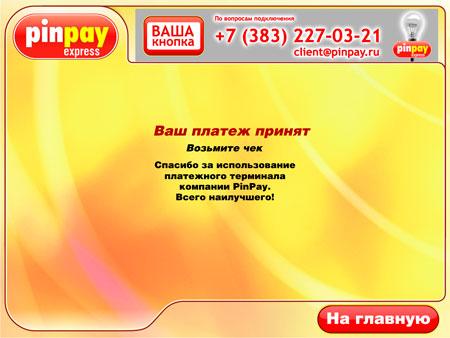 pinpay
express
ВАША
кнопка
По вопросам подключения
+7 (383) 227-03-21
client@pinpay.ru
pinpay
express
Ваш платеж принят
Возьмите чек
Спасибо за использование
платежного терминала
компании PinPay.
Всего наилучшего!
На главную